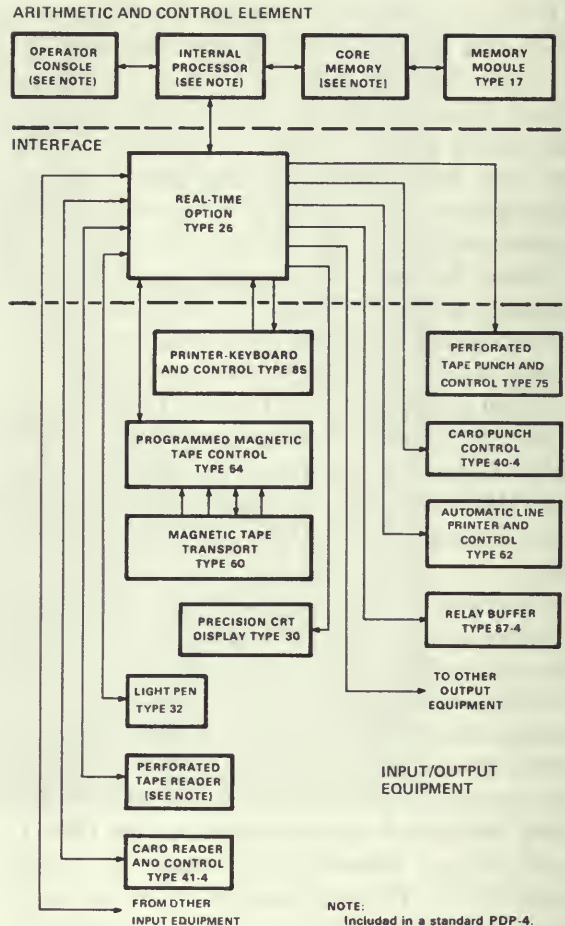 ARITHMETIC AND CONTROL ELEMENT
OPERATOR
CONSOLE
(SEE NOTE)
INTERNAL
PROCESSOR
(SEE NOTE)
CORE
MEMORY
(SEE NOTE)
MEMORY
MODULE
TYPE 17
INTERFACE
REAL-TIME
OPTION
TYPE 25
PRINTER-KEYBOARD
AND CONTROL TYPE 65
PERFORATED
TAPE PUNCH AND
CONTROL TYPE 75
PROGRAMMED MAGNETIC
TAPE CONTROL
TYPE 54
CARD PUNCH
CONTROL
TYPE 40-4
MAGNETIC TAPE
TRANSPORT
TYPE 50
AUTOMATIC LINE
PRINTER AND
CONTROL
TYPE 62
PRECISION CRT
DISPLAY TYPE 30
RELAY BUFFER
TYPE 67-4
LIGHT PEN
TYPE 32
TO OTHER
OUTPUT
EQUIPMENT
PERFORATED
TAPE READER
(SEE NOTE)
INPUT/OUTPUT
EQUIPMENT
CARD READER
AND CONTROL
TYPE 41-4
FROM OTHER
INPUT EQUIPMENT
NOTE:
Included in a standard PDP-4.